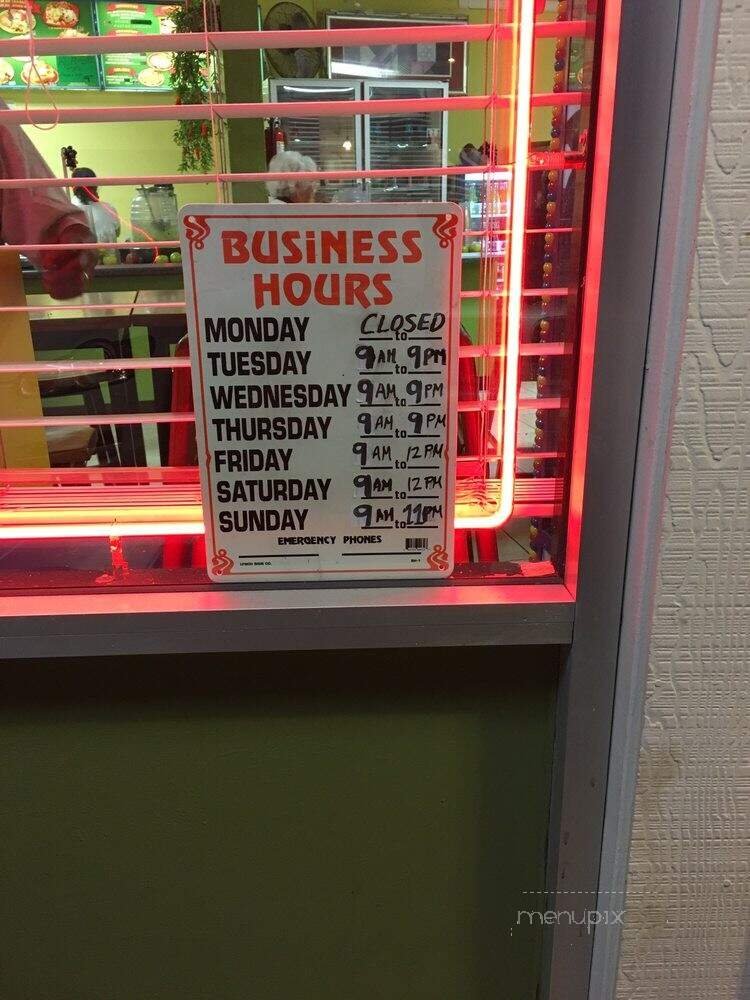 BUSINESS
HOURS
MONDAY CLOSED to
TUESDAY 9AM to 9PM
WEDNESDAY 9AM to 9PM
THURSDAY 9AM to 9PM
FRIDAY 9AM to 12PM
SATURDAY 9AM to 12PM
SUNDAY 9AM to 11PM
EMERGENCY PHONES
menupix